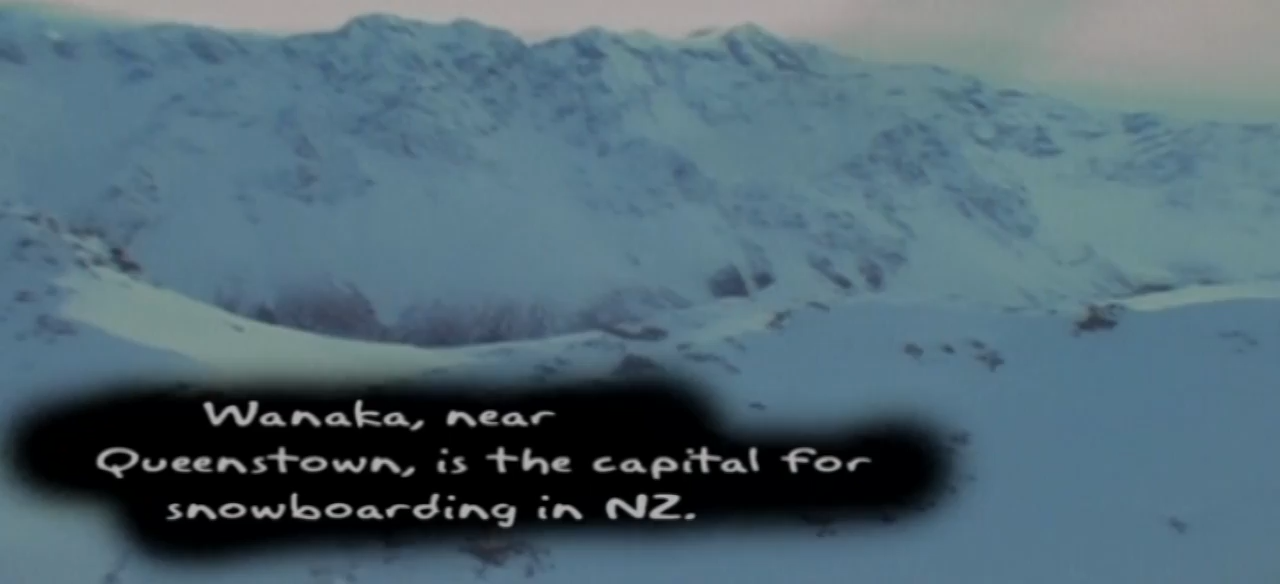 Wanaka, near
Queenstown, is the capital for
snowboarding in NZ.